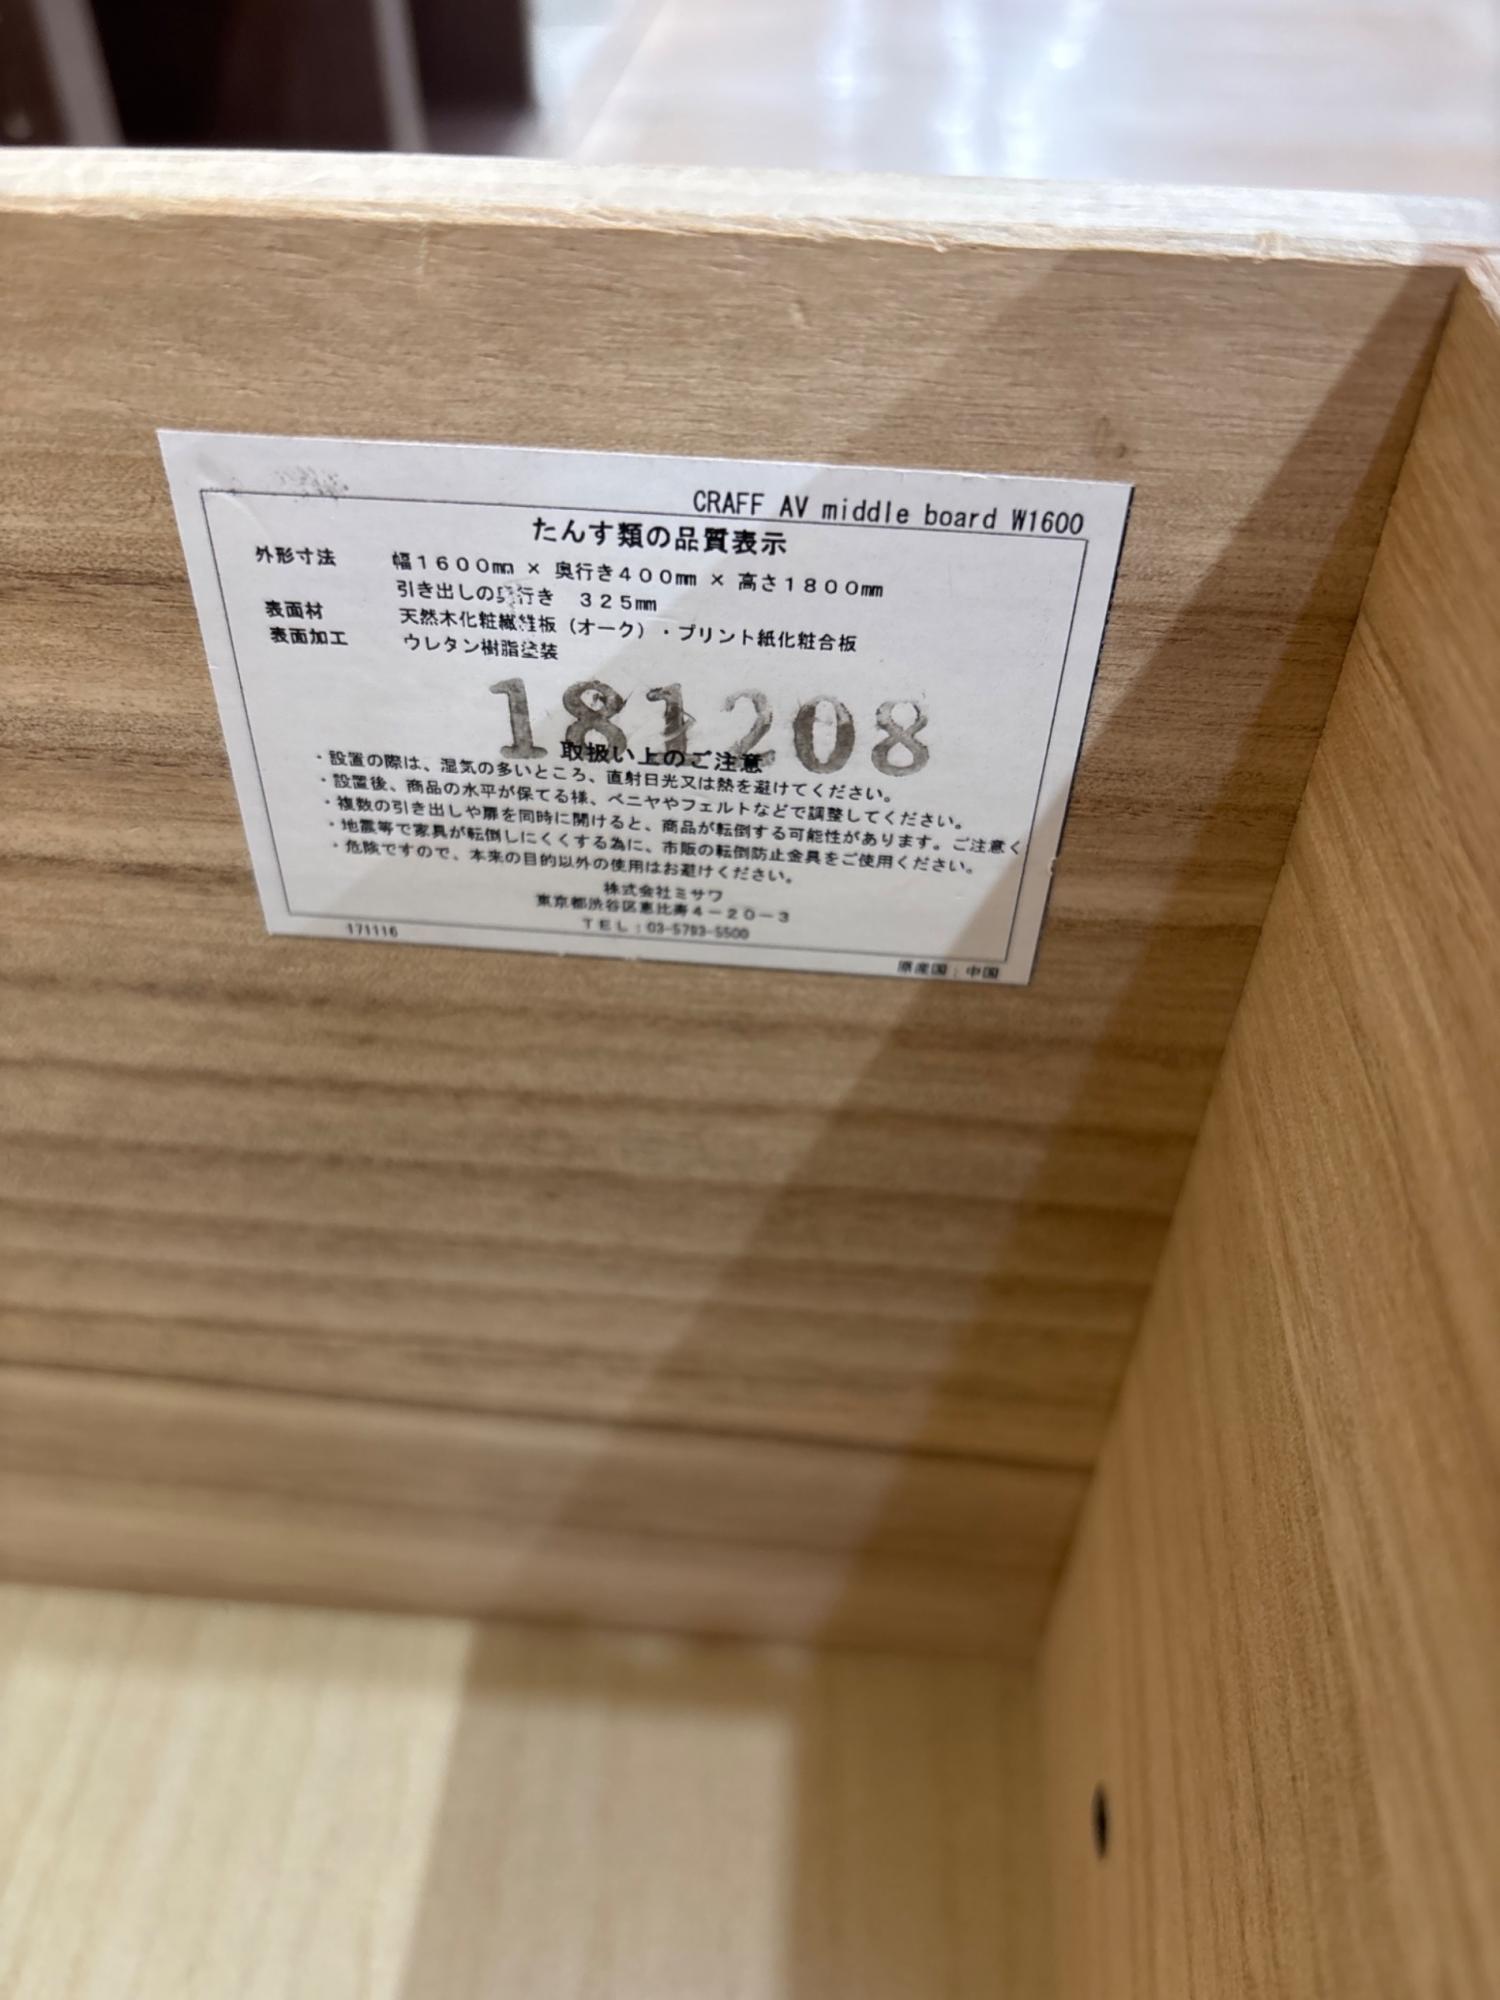 CRAFF AV middle board W1600
たんす類の品質表示
外形寸法 幅1600㎜ × 奥行き400㎜ × 高さ1800㎜
引き出しの奥行き 325㎜
表面材 天然木化粧繊維板（オーク）・プリント紙化粧合板
表面加工 ウレタン樹脂塗装
181208
取扱い上のご注意
・設置の際は、湿気の多いところ、直射日光又は熱を避けてください。
・設置後、商品の水平が保てる様、ベニヤやフェルトなどで調整してください。
・複数の引き出しや扉を同時に開けると、商品が転倒する可能性があります。ご注意く
・地震等で家具が転倒しにくくする為に、市販の転倒防止金具をご使用ください。
・危険ですので、本来の目的以外の使用はお避けください。
株式会社ミサワ
東京都渋谷区恵比寿4－20－3
TEL：03-5793-5500
171116
原産国：中国